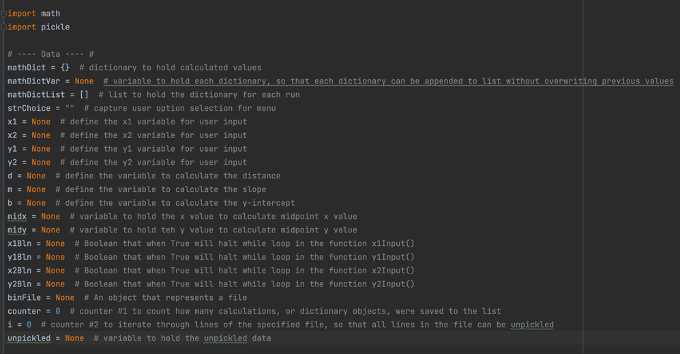 import math
import pickle
# ---- Data ---- #
mathDict = {}  # dictionary to hold calculated values
mathDictVar = None  # variable to hold each dictionary, so that each dictionary can be appended to list without overwriting previous values
mathDictList = []  # list to hold the dictionary for each run
strChoice = ""  # capture user option selection for menu
x1 = None  # define the x1 variable for user input
x2 = None  # define the x2 variable for user input
y1 = None  # define the y1 variable for user input
y2 = None  # define the y2 variable for user input
d = None  # define the variable to calculate the distance
m = None  # define the variable to calculate the slope
b = None  # define the variable to calculate the y-intercept
midx = None  # variable to hold the x value to calculate midpoint x value
midy = None  # variable to hold teh y value to calculate midpoint y value
x1Bln = None  # Boolean that when True will halt while loop in the function x1Input()
y1Bln = None  # Boolean that when True will halt while loop in the function y1Input()
x2Bln = None  # Boolean that when True will halt while loop in the function x2Input()
y2Bln = None  # Boolean that when True will halt while loop in the function y2Input()
binFile = None  # An object that represents a file
counter = 0  # counter #1 to count how many calculations, or dictionary objects, were saved to the list
i = 0  # counter #2 to iterate through lines of the specified file, so that all lines in the file can be unpickled
unpickled = None  # variable to hold the unpickled data